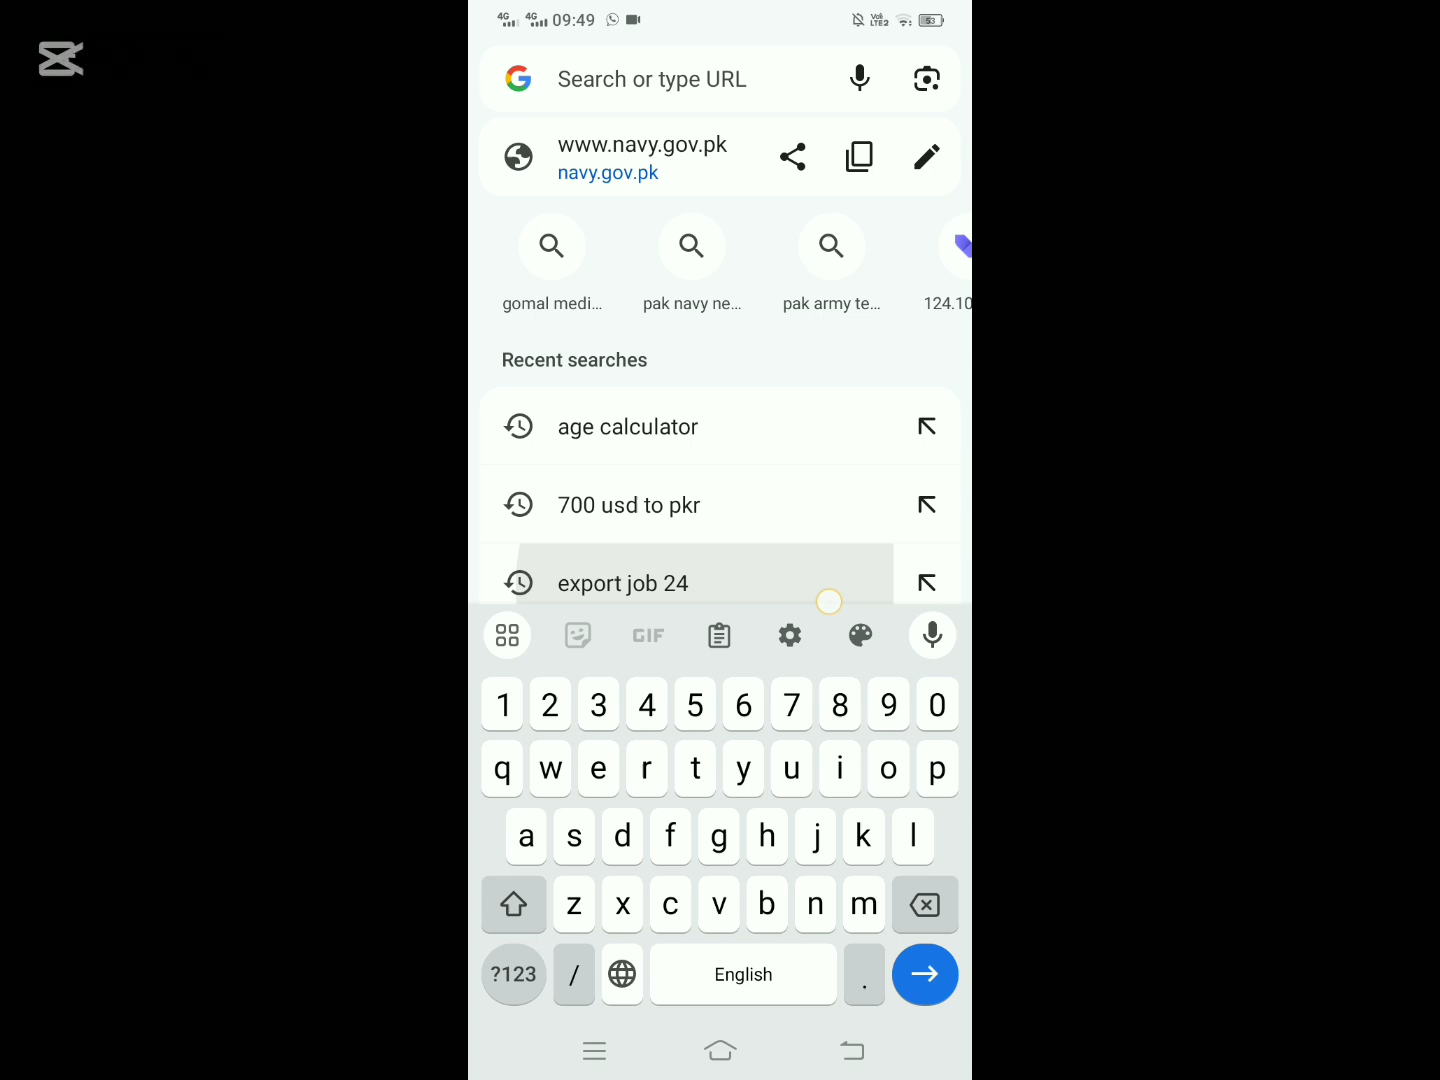 4G 4G 09:49 VoLTE2 53
Search or type URL
www.navy.gov.pk
navy.gov.pk
gomal medi... pak navy ne... pak army te... 124.10
Recent searches
age calculator
700 usd to pkr
export job 24
GIF
1 2 3 4 5 6 7 8 9 0
q w e r t y u i o p
a s d f g h j k l
z x c v b n m
?123 / English .